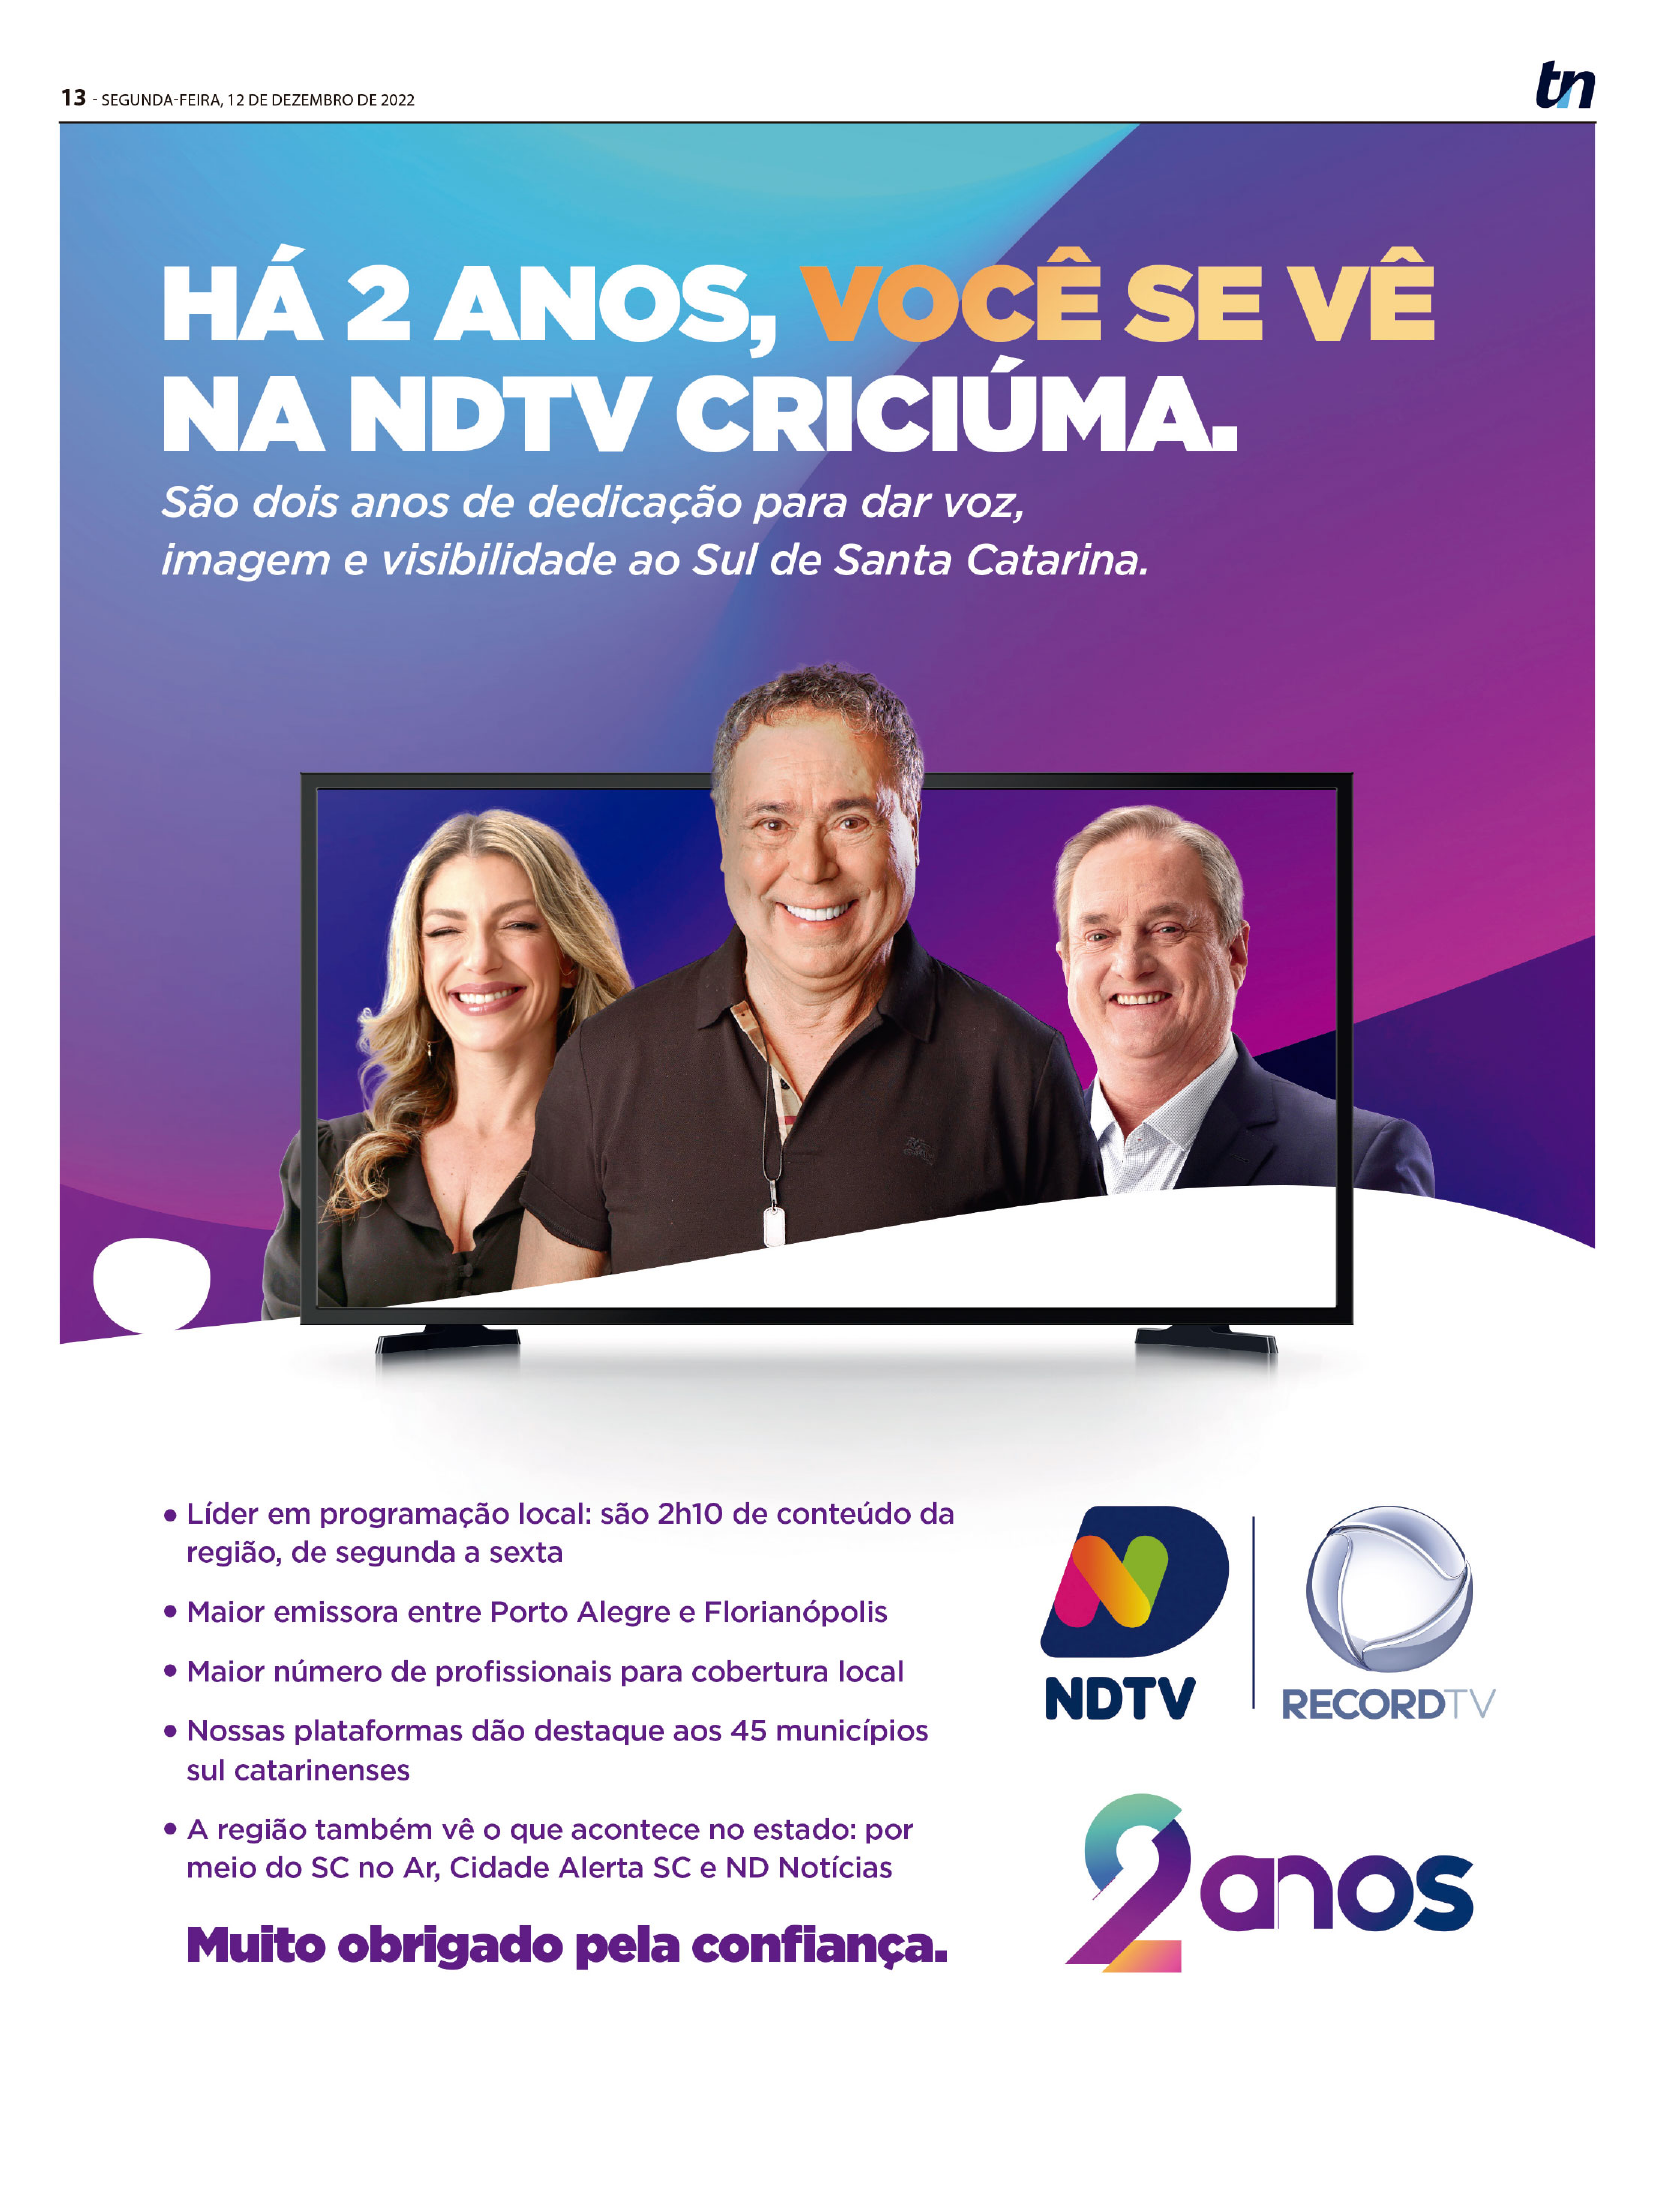 13 - SEGUNDA-FEIRA, 12 DE DEZEMBRO DE 2022
tn
HÁ 2 ANOS, VOCÊ SE VÊ
NA NDTV CRICIÚMA.
São dois anos de dedicação para dar voz,
imagem e visibilidade ao Sul de Santa Catarina.
• Líder em programação local: são 2h10 de conteúdo da
região, de segunda a sexta
• Maior emissora entre Porto Alegre e Florianópolis
• Maior número de profissionais para cobertura local
• Nossas plataformas dão destaque aos 45 municípios
sul catarinenses
• A região também vê o que acontece no estado: por
meio do SC no Ar, Cidade Alerta SC e ND Notícias
Muito obrigado pela confiança.
NDTV
RECORDTV
2anos